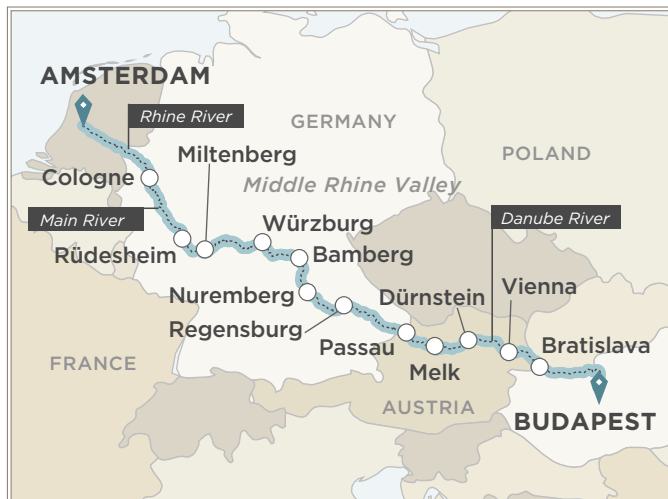 AMSTERDAM
Rhine River
GERMANY
Miltenberg
POLAND
Cologne
Middle Rhine Valley
Main River
Würzburg
Danube River
Rüdesheim
Bamberg
Nuremberg
Dürnstein
Vienna
Regensburg
Passau
Bratislava
FRANCE
Melk
AUSTRIA
BUDAPEST